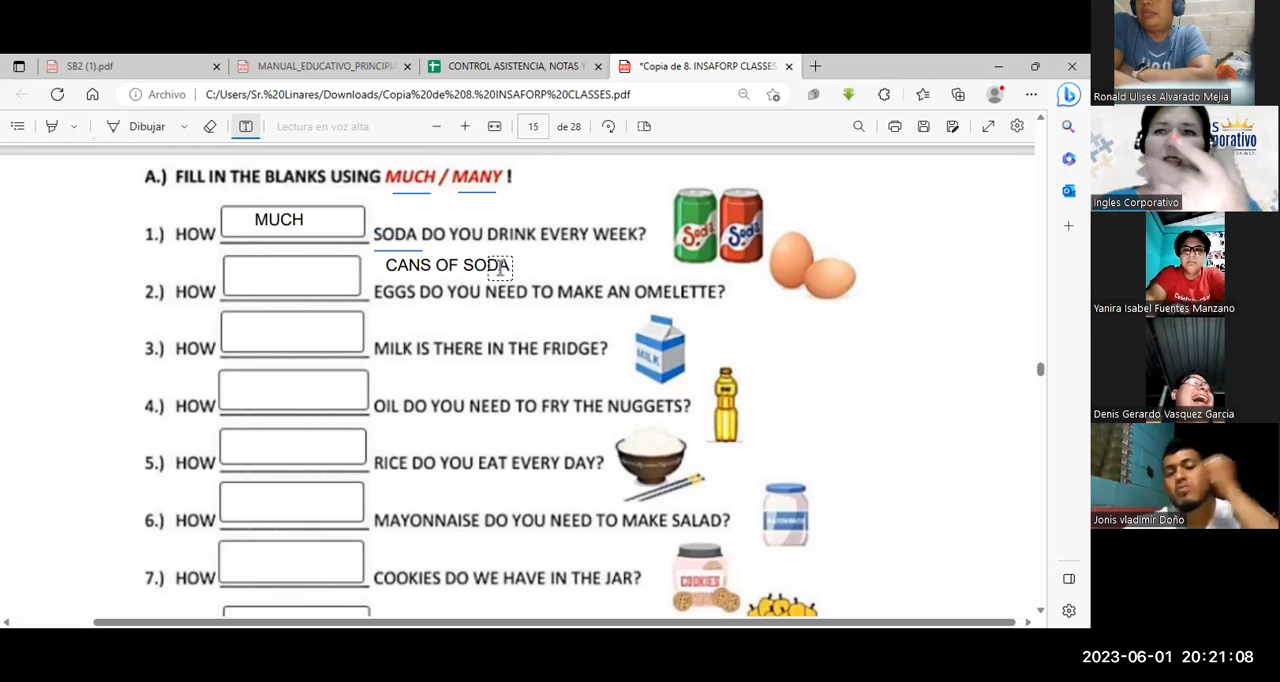 Ronald Ulises Alvarado Mejia
SB2 (1).pdf
MANUAL_EDUCATIVO_PRINCIPI
CONTROL ASISTENCIA, NOTAS Y
*Copia de 8. INSAFORP CLASSES.
Archivo
C:/Users/Sr.%20Linares/Downloads/Copia%20de%208.%20INSAFORP%20CLASSES.pdf
Dibujar
Lectura en voz alta
15 de 28
Ingles Corporativo
A.) FILL IN THE BLANKS USING MUCH / MANY !
1.) HOW MUCH SODA DO YOU DRINK EVERY WEEK?
Soda Soda
CANS OF SODA
2.) HOW EGGS DO YOU NEED TO MAKE AN OMELETTE?
Yanira Isabel Fuentes Manzano
3.) HOW MILK IS THERE IN THE FRIDGE?
MILK
4.) HOW OIL DO YOU NEED TO FRY THE NUGGETS?
Denis Gerardo Vasquez Garcia
5.) HOW RICE DO YOU EAT EVERY DAY?
6.) HOW MAYONNAISE DO YOU NEED TO MAKE SALAD?
Jonis vladimir Doño
7.) HOW COOKIES DO WE HAVE IN THE JAR?
COOKIES
2023-06-01 20:21:08